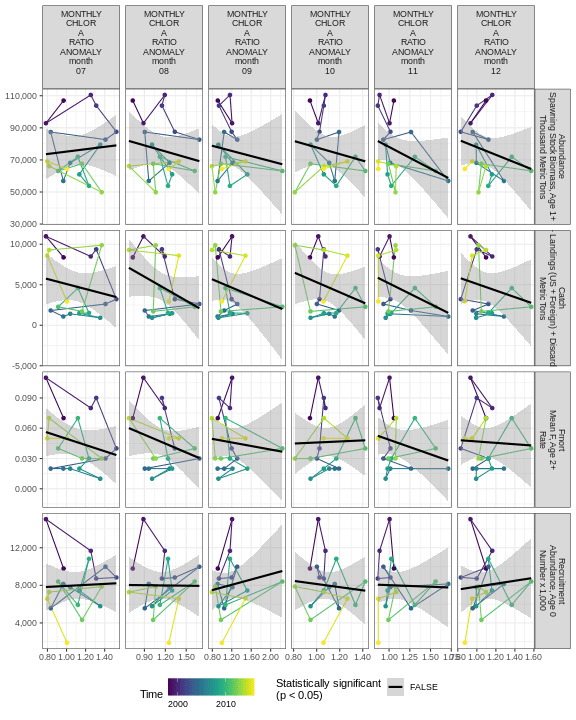 MONTHLY
CHLOR
A
RATIO
ANOMALY
month
07
MONTHLY
CHLOR
A
RATIO
ANOMALY
month
08
MONTHLY
CHLOR
A
RATIO
ANOMALY
month
09
MONTHLY
CHLOR
A
RATIO
ANOMALY
month
10
MONTHLY
CHLOR
A
RATIO
ANOMALY
month
11
MONTHLY
CHLOR
A
RATIO
ANOMALY
month
12
110,000
90,000
70,000
50,000
30,000
Abundance
Spawning Stock Biomass, Age 1+
Thousand Metric Tons
10,000
5,000
0
-5,000
Catch
Landings (US + Foreign) + Discard
Metric Tons
0.090
0.060
0.030
0.000
Fmort
Mean F, Age 2+
Rate
12,000
8,000
4,000
Recruitment
Abundance, Age 0
Number x 1,000
0.80 1.00 1.20 1.40
0.90 1.20 1.50
0.80 1.20 1.60 2.00
0.80 1.00 1.20 1.40
0.75 1.00 1.25 1.50
0.80 1.00 1.20 1.40 1.60
Time
2000 2010
Statistically significant
(p < 0.05)
FALSE